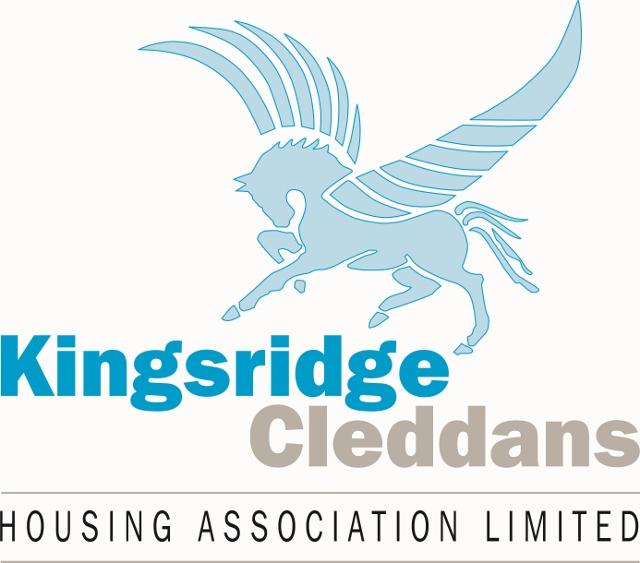 Kingsridge
Cleddans
HOUSING ASSOCIATION LIMITED